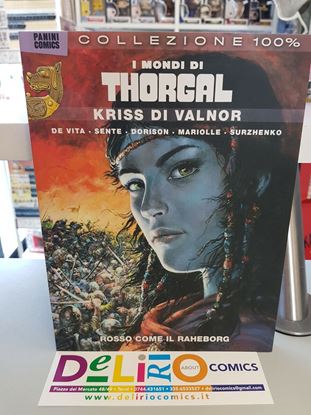 PANINI
COMICS
COLLEZIONE 100%
I MONDI DI
THORGAL
KRISS DI VALNOR
DE VITA - SENTE - DORISON - MARIOLLE - SURZHENKO
ROSSO COME IL RAHEBORG
DELIRIO
ABOUT
COMICS
www.deliriocomics.it